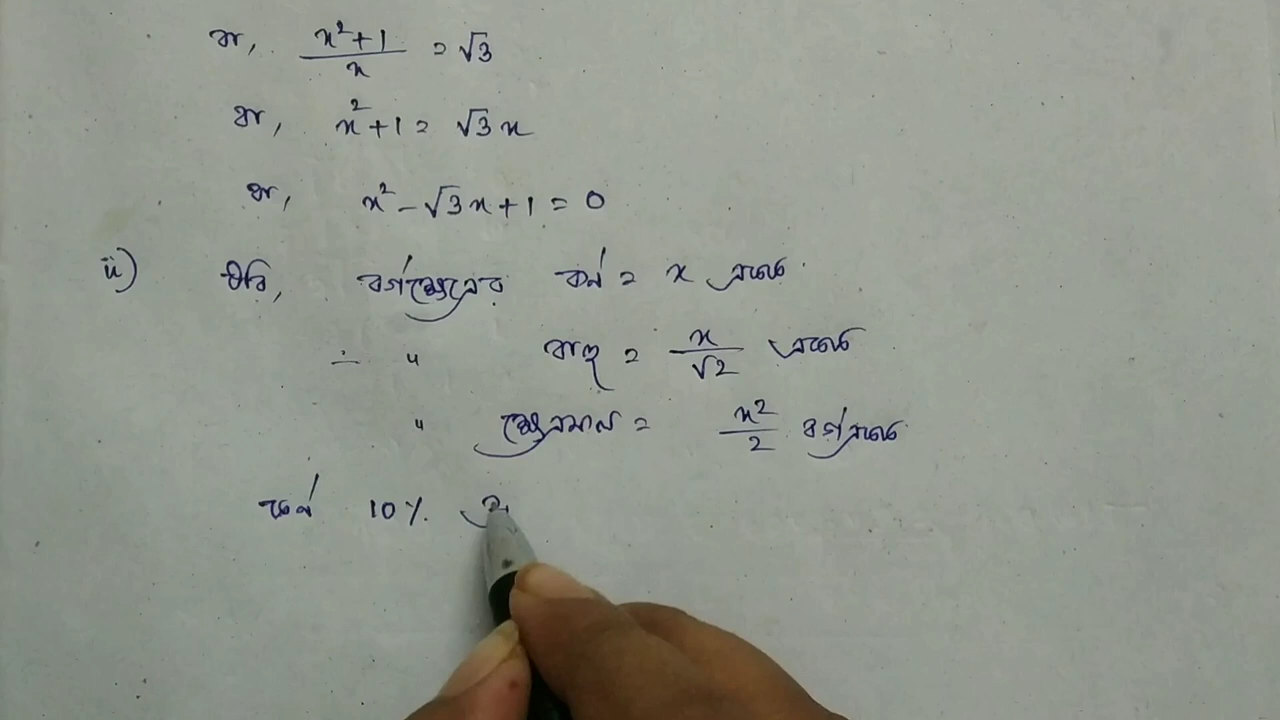 বা, x²+1/x = √3
বা, x²+1 = √3x
বা, x²-√3x+1=0
ii) ধরি, বর্গক্ষেত্রের কর্ণ = x একক
∴ " বাহু = x/√2 একক
" ক্ষেত্রফল = x²/2 বর্গএকক
কর্ণ 10%